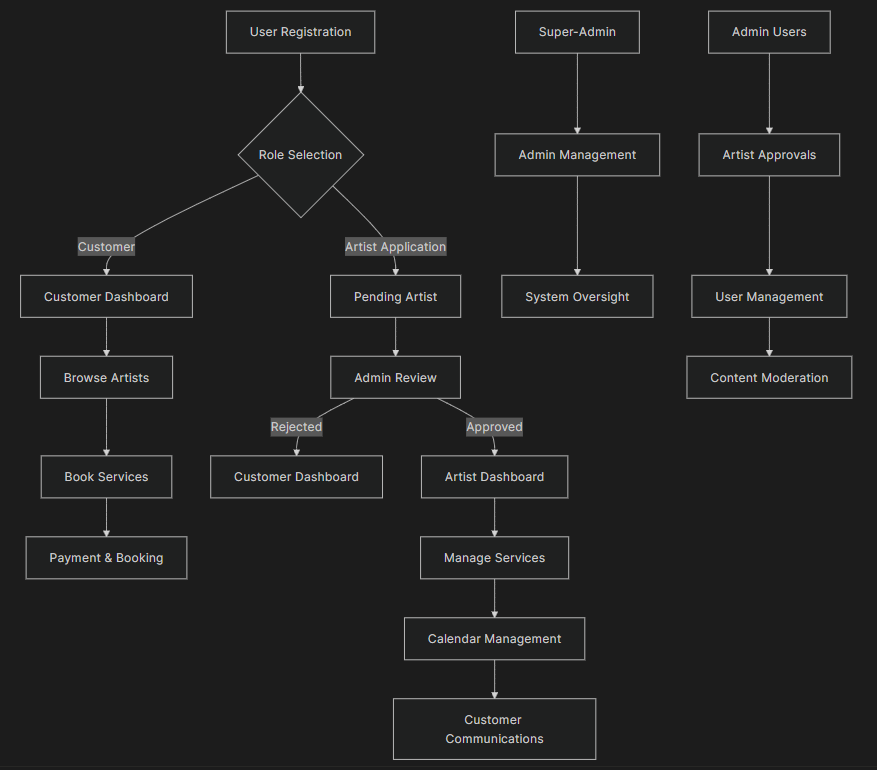 User Registration
Super-Admin
Admin Users
Role Selection
Admin Management
Artist Approvals
Customer
Artist Application
Customer Dashboard
Pending Artist
System Oversight
User Management
Browse Artists
Admin Review
Content Moderation
Rejected
Approved
Book Services
Customer Dashboard
Artist Dashboard
Payment & Booking
Manage Services
Calendar Management
Customer
Communications